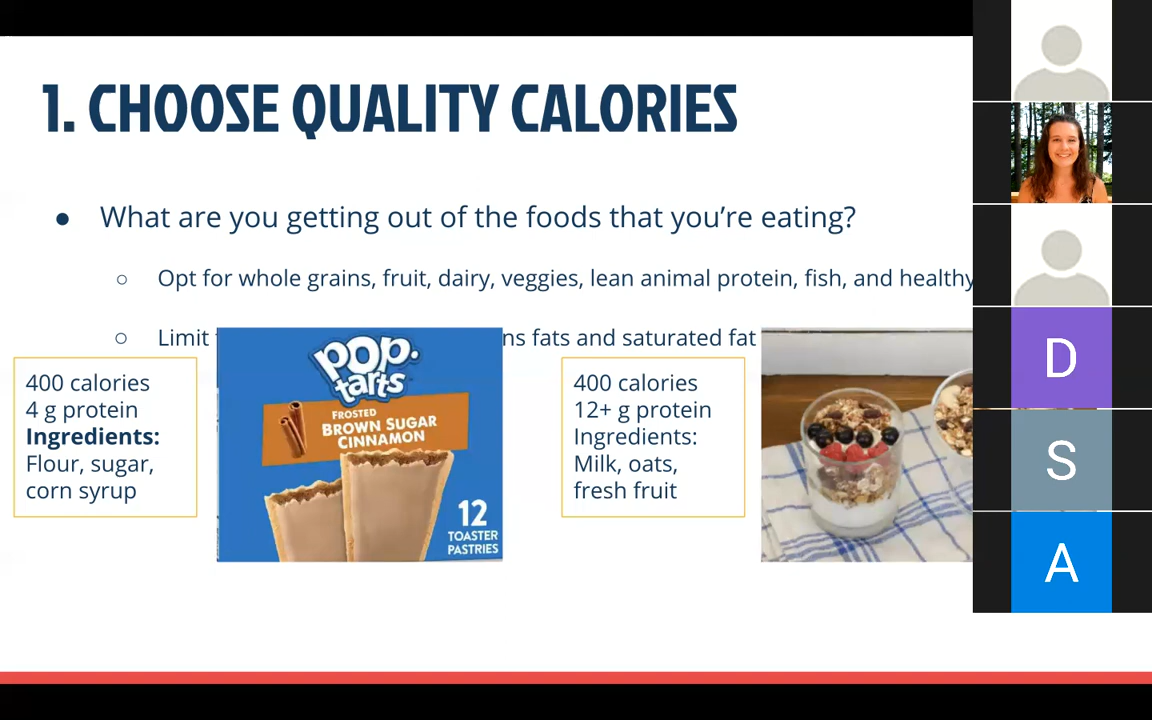 1. CHOOSE QUALITY CALORIES
● What are you getting out of the foods that you’re eating?
○ Opt for whole grains, fruit, dairy, veggies, lean animal protein, fish, and healthy
○ Limit fats and saturated fat
400 calories
4 g protein
Ingredients:
Flour, sugar,
corn syrup
pop.
tarts
FROSTED
BROWN SUGAR
CINNAMON
12
TOASTER
PASTRIES
400 calories
12+ g protein
Ingredients:
Milk, oats,
fresh fruit
D
S
A